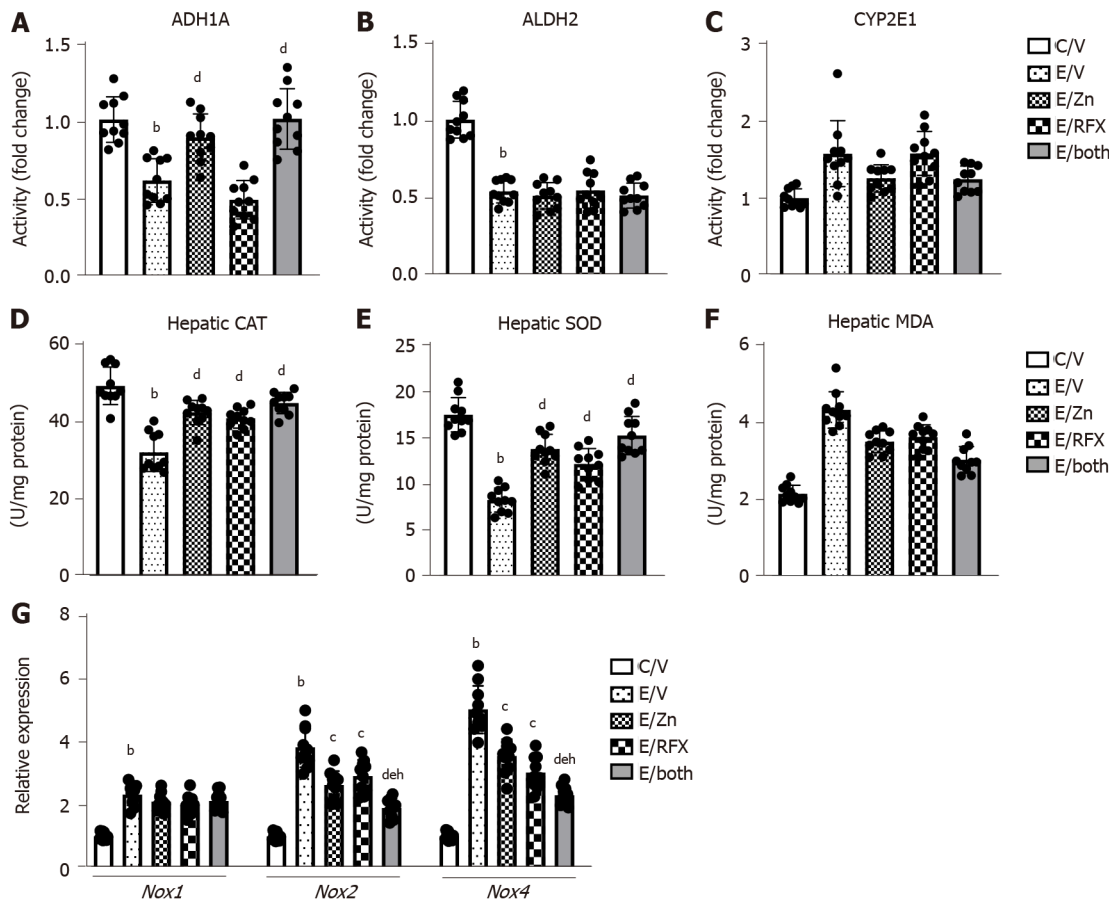 A
ADH1A
Activity (fold change)
1.5
1.0
0.5
0.0
b
d
d
B
ALDH2
Activity (fold change)
1.5
1.0
0.5
0.0
b
C
CYP2E1
Activity (fold change)
3
2
1
0
C/V
E/V
E/Zn
E/RFX
E/both
D
Hepatic CAT
(U/mg protein)
60
40
20
0
b
d
d
d
E
Hepatic SOD
(U/mg protein)
25
20
15
10
5
0
b
d
d
d
F
Hepatic MDA
(U/mg protein)
6
4
2
0
C/V
E/V
E/Zn
E/RFX
E/both
G
Relative expression
8
6
4
2
0
b
b
c
c
deh
b
c
c
deh
Nox1
Nox2
Nox4
C/V
E/V
E/Zn
E/RFX
E/both